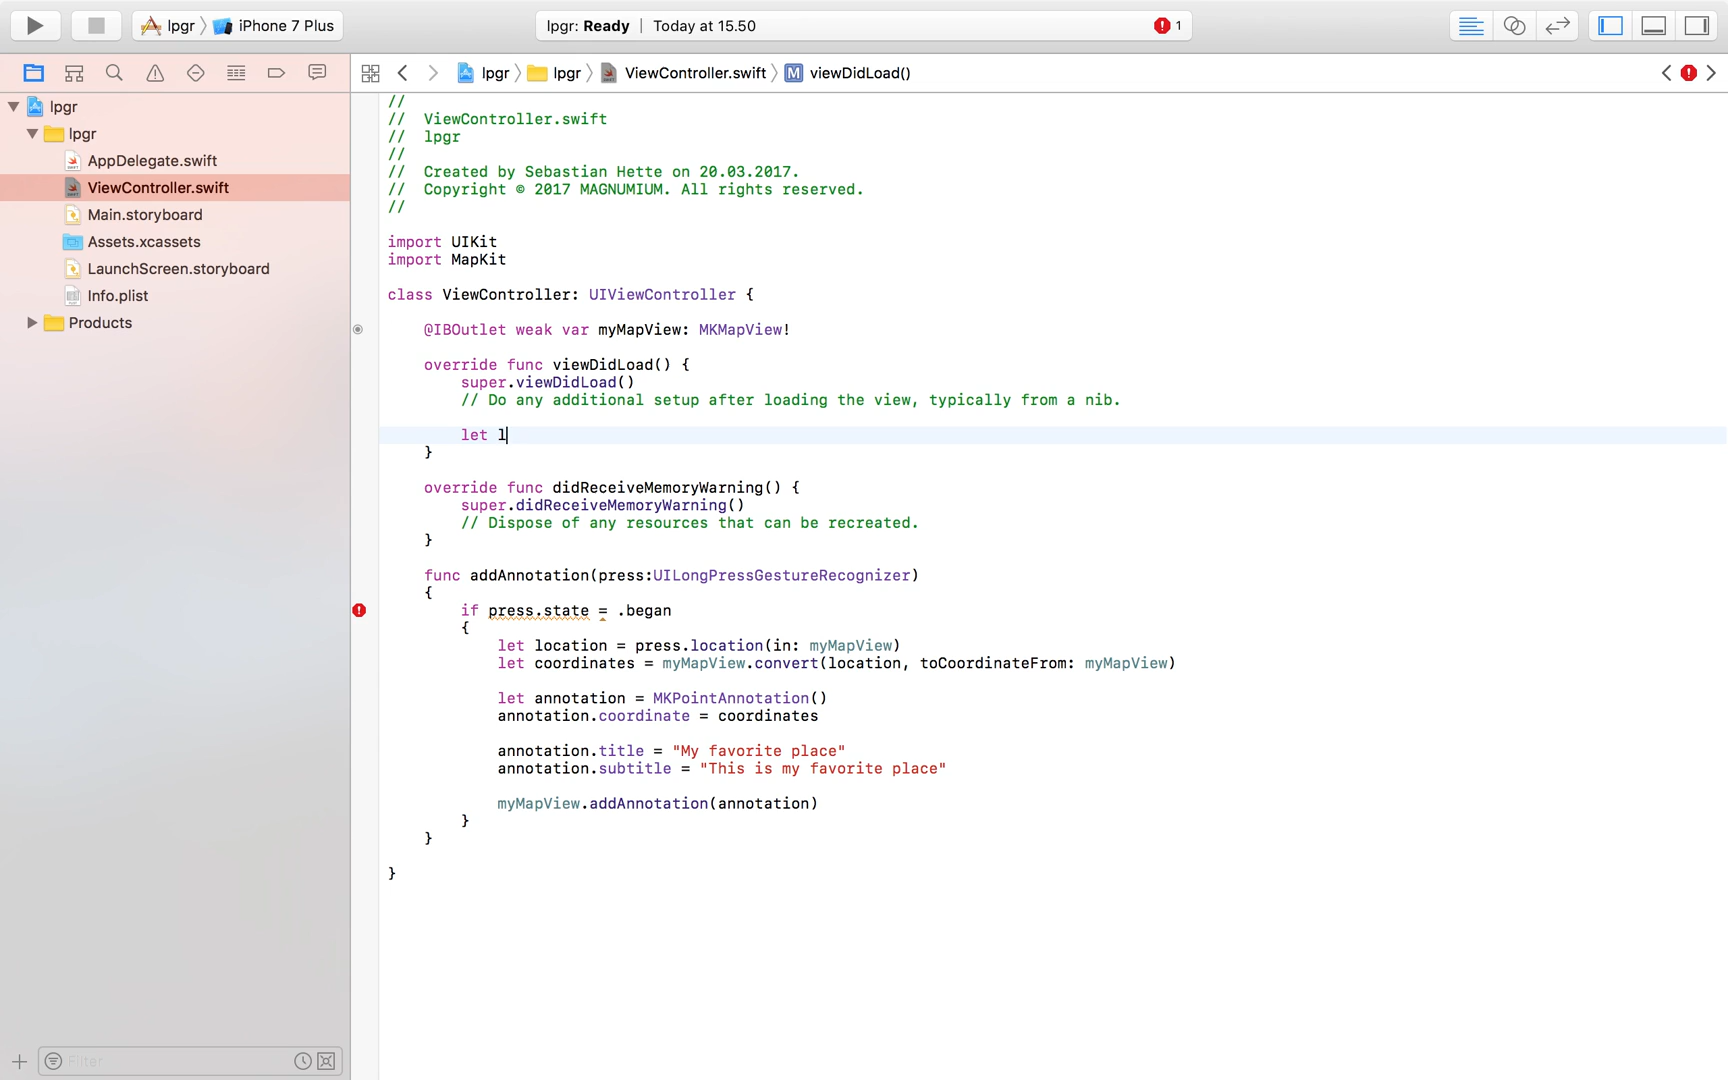 lpgr iPhone 7 Plus
lpgr: Ready | Today at 15.50
1
lpgr lpgr ViewController.swift M viewDidLoad()
lpgr
lpgr
AppDelegate.swift
ViewController.swift
Main.storyboard
Assets.xcassets
LaunchScreen.storyboard
Info.plist
Products
Filter
//
// ViewController.swift
// lpgr
//
// Created by Sebastian Hette on 20.03.2017.
// Copyright © 2017 MAGNUMIUM. All rights reserved.
//
import UIKit
import MapKit
class ViewController: UIViewController {
@IBOutlet weak var myMapView: MKMapView!
override func viewDidLoad() {
super.viewDidLoad()
// Do any additional setup after loading the view, typically from a nib.
let l
}
override func didReceiveMemoryWarning() {
super.didReceiveMemoryWarning()
// Dispose of any resources that can be recreated.
}
func addAnnotation(press:UILongPressGestureRecognizer)
{
if press.state = .began
{
let location = press.location(in: myMapView)
let coordinates = myMapView.convert(location, toCoordinateFrom: myMapView)
let annotation = MKPointAnnotation()
annotation.coordinate = coordinates
annotation.title = "My favorite place"
annotation.subtitle = "This is my favorite place"
myMapView.addAnnotation(annotation)
}
}
}